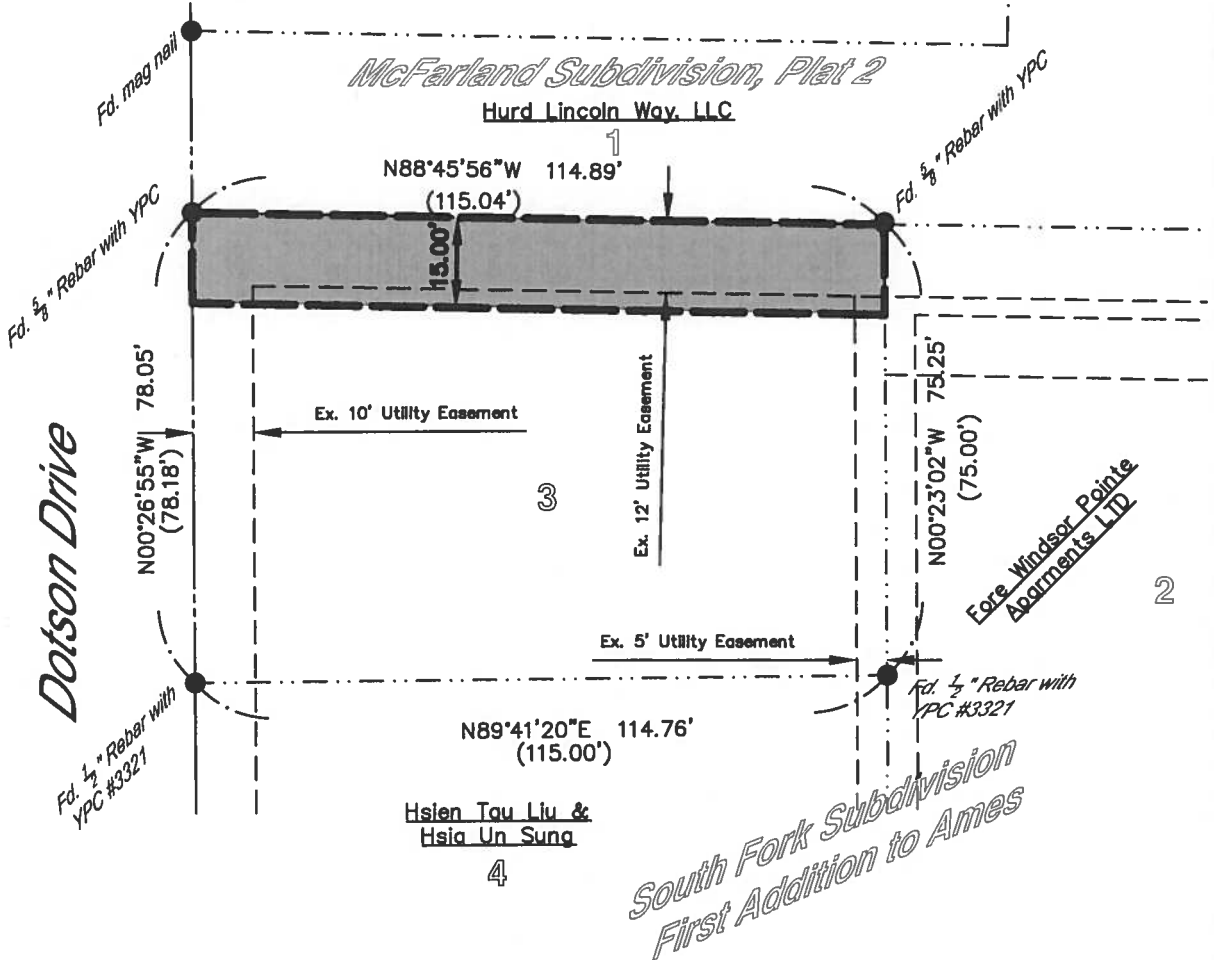 Fd. mag nail
McFarland Subdivision, Plat 2
Hurd Lincoln Way, LLC
1
Fd. 5/8" Rebar with YPC
N88°45'56"W 114.89'
(115.04')
Fd. 5/8" Rebar with YPC
15.00'
N00°26'55"W 78.05'
(78.18')
Ex. 10' Utility Easement
Ex. 12' Utility Easement
N00°23'02"W 75.25'
(75.00')
Dotson Drive
3
Fore Windsor Pointe
Aparments LTD
2
Ex. 5' Utility Easement
Fd. 1/2" Rebar with
YPC #3321
Fd. 1/2" Rebar with
YPC #3321
N89°41'20"E 114.76'
(115.00')
Hsien Tau Liu &
Hsia Un Sung
4
South Fork Subdivision
First Addition to Ames